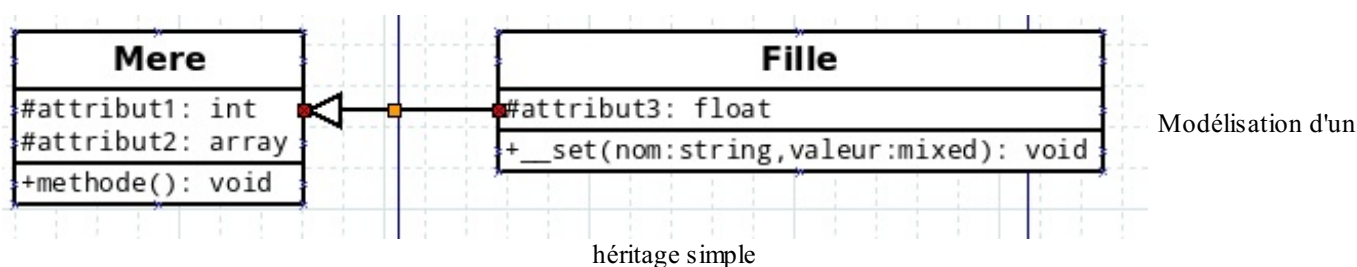 Mere
#attribut1: int
#attribut2: array
+methode(): void
Fille
#attribut3: float
+__set(nom:string,valeur:mixed): void
Modélisation d'un
héritage simple